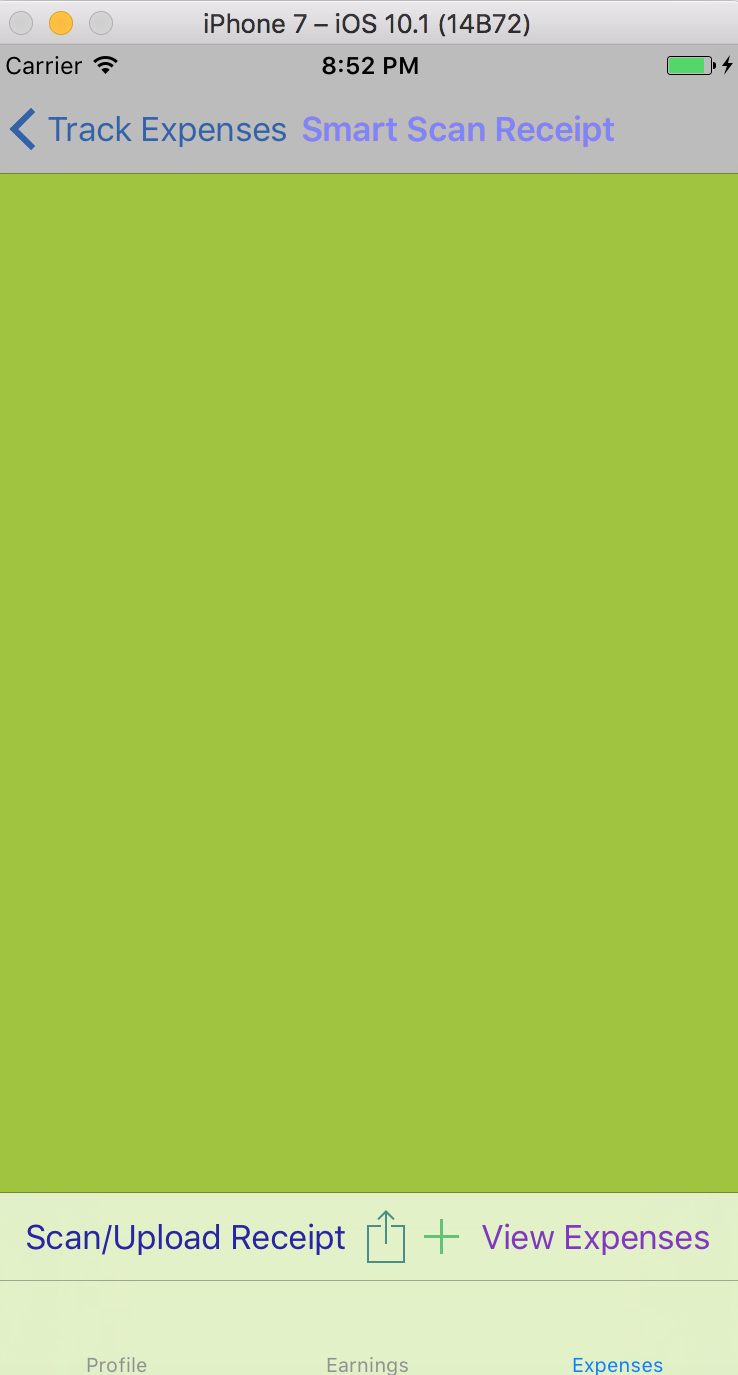 iPhone 7 – iOS 10.1 (14B72)
Carrier 8:52 PM
Track Expenses Smart Scan Receipt
Scan/Upload Receipt View Expenses
Profile Earnings Expenses